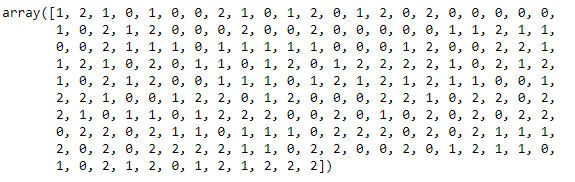 array([1, 2, 1, 0, 1, 0, 0, 2, 1, 0, 1, 2, 0, 1, 2, 0, 2, 0, 0, 0, 0, 0,
1, 0, 2, 1, 2, 0, 0, 0, 2, 0, 0, 2, 0, 0, 0, 0, 0, 1, 1, 2, 1, 1,
0, 0, 2, 1, 1, 1, 0, 1, 1, 1, 1, 1, 0, 0, 0, 1, 2, 0, 0, 2, 2, 1,
1, 2, 1, 0, 2, 0, 1, 1, 0, 1, 2, 0, 1, 2, 2, 2, 2, 1, 0, 2, 1, 2,
1, 0, 2, 1, 2, 0, 0, 1, 1, 1, 0, 1, 2, 1, 2, 1, 2, 1, 1, 0, 0, 1,
2, 2, 1, 0, 0, 1, 2, 2, 0, 1, 2, 0, 0, 0, 2, 2, 1, 0, 2, 2, 0, 2,
2, 1, 0, 1, 1, 0, 1, 2, 2, 2, 0, 0, 2, 0, 1, 0, 2, 0, 2, 0, 2, 2,
0, 2, 2, 0, 2, 1, 1, 0, 1, 1, 1, 0, 2, 2, 2, 0, 2, 0, 2, 1, 1, 1,
2, 0, 2, 0, 2, 2, 2, 2, 1, 1, 0, 2, 2, 0, 0, 2, 0, 1, 2, 1, 1, 0,
1, 0, 2, 1, 2, 0, 1, 2, 1, 2, 2, 2])